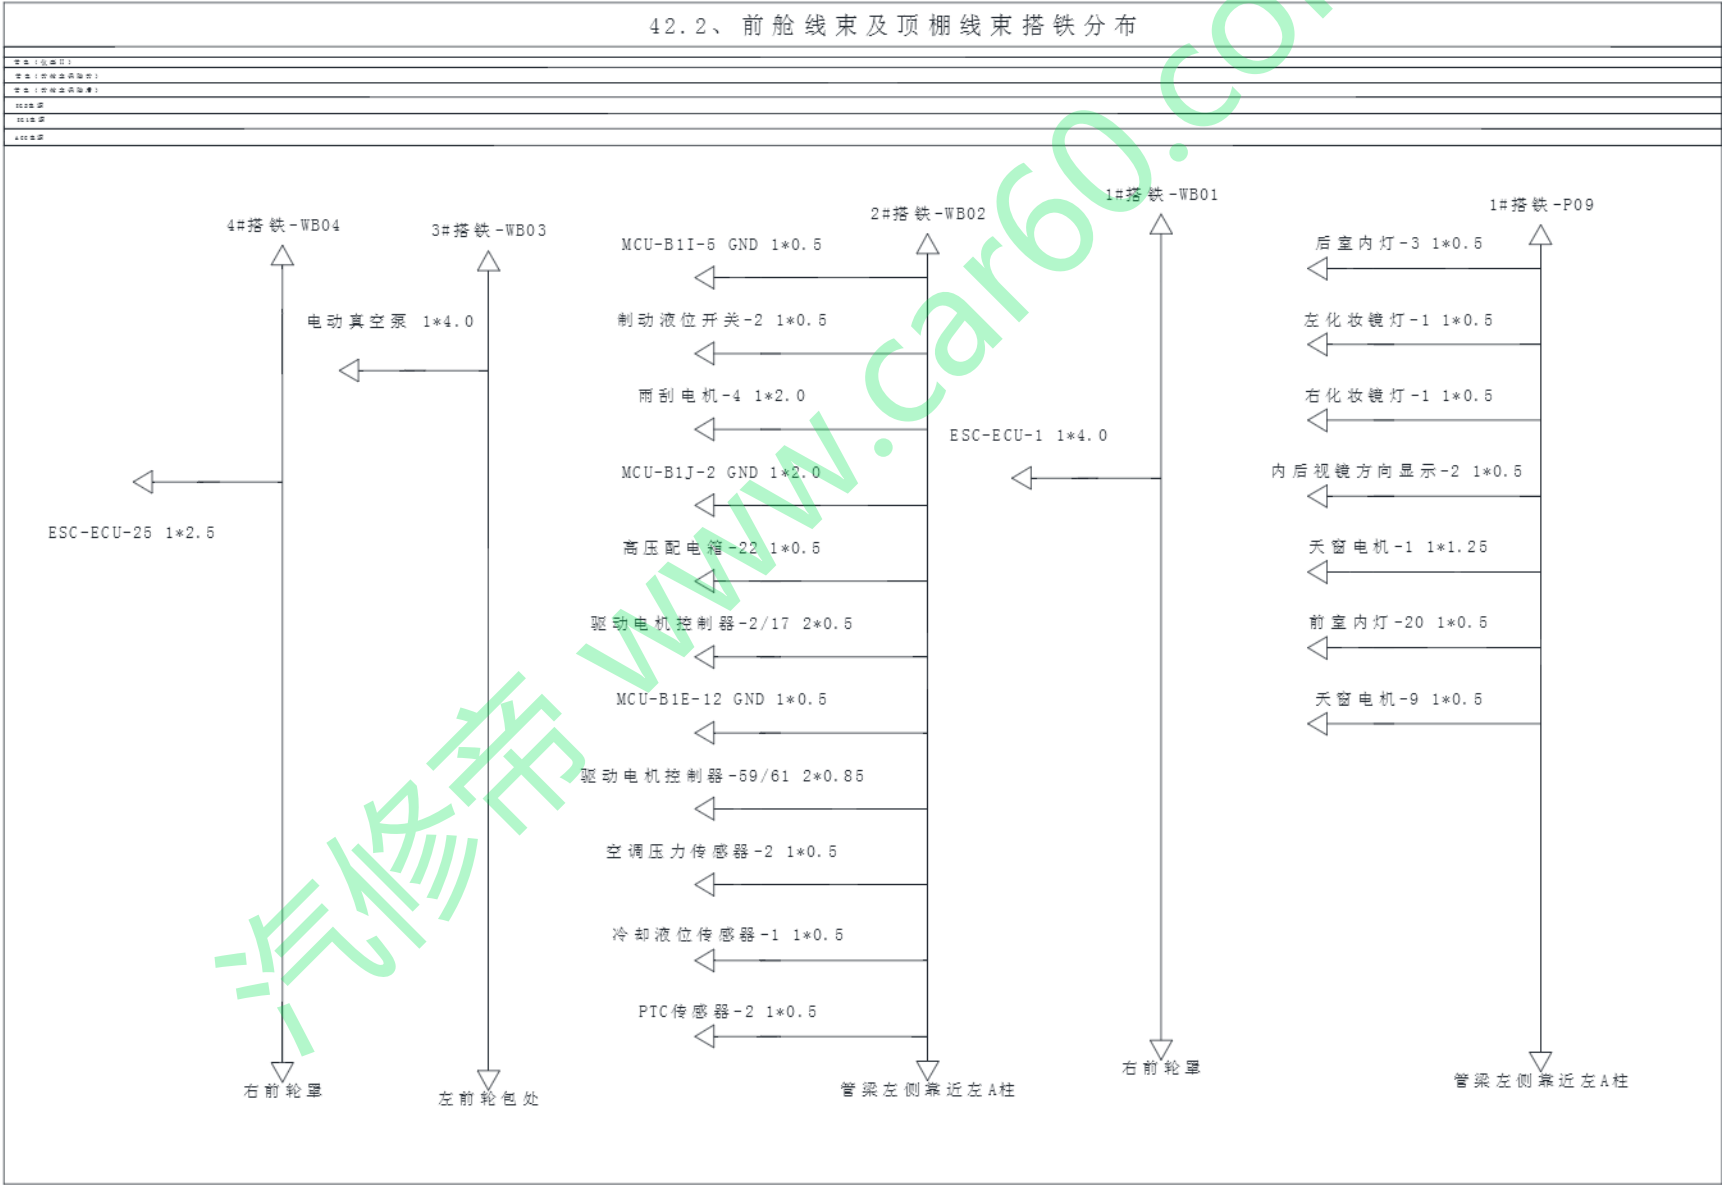 42.2、前舱线束及顶棚线束搭铁分布
4#搭铁-WB04
ESC-ECU-25 1*2.5
右前轮罩
3#搭铁-WB03
电动真空泵 1*4.0
左前轮包处
2#搭铁-WB02
MCU-B1I-5 GND 1*0.5
制动液位开关-2 1*0.5
雨刮电机-4 1*2.0
MCU-B1J-2 GND 1*2.0
高压配电箱-22 1*0.5
驱动电机控制器-2/17 2*0.5
MCU-B1E-12 GND 1*0.5
驱动电机控制器-59/61 2*0.85
空调压力传感器-2 1*0.5
冷却液位传感器-1 1*0.5
PTC传感器-2 1*0.5
管梁左侧靠近左A柱
1#搭铁-WB01
ESC-ECU-1 1*4.0
右前轮罩
1#搭铁-P09
后室内灯-3 1*0.5
左化妆镜灯-1 1*0.5
右化妆镜灯-1 1*0.5
内后视镜方向显示-2 1*0.5
天窗电机-1 1*1.25
前室内灯-20 1*0.5
天窗电机-9 1*0.5
管梁左侧靠近左A柱
汽修帝 www.car60.co